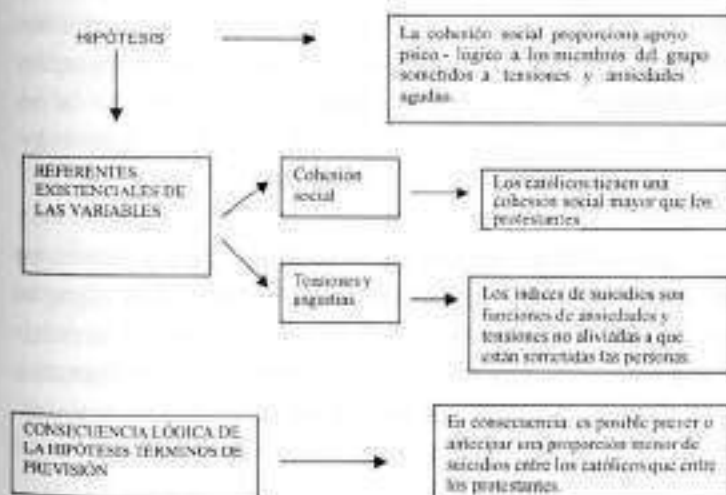 HIPÓTESIS
La cohesión social proporciona apoyo
psico - lógico a los miembros del grupo
sometidos a tensiones y ansiedades
agudas.
REFERENTES
EXISTENCIALES DE
LAS VARIABLES
Cohesión
social
Los católicos tienen una
cohesión social mayor que los
protestantes
Tensiones y
angustias
Los índices de suicidios son
funciones de ansiedades y
tensiones no aliviadas a que
están sometidas las personas.
CONSECUENCIA LÓGICA DE
LA HIPÓTESIS TÉRMINOS DE
PREVISIÓN
En consecuencia es posible prever o
anticipar una proporción menor de
suicidios entre los católicos que entre
los protestantes.